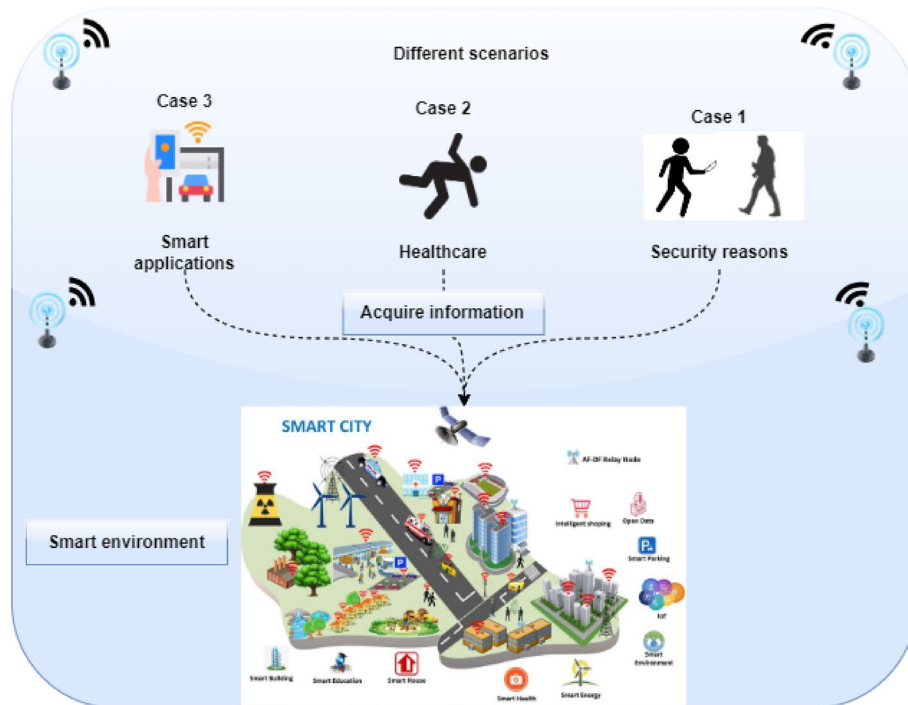 Different scenarios
Case 3
Case 2
Case 1
Smart
applications
Healthcare
Security reasons
Acquire information
SMART CITY
AF-DF Relay Node
Intelligent shoping
Open Data
Smart Parking
IoT
Smart
Environment
Smart environment
Smart Building
Smart Education
Smart House
Smart Health
Smart Energy
P
P
P